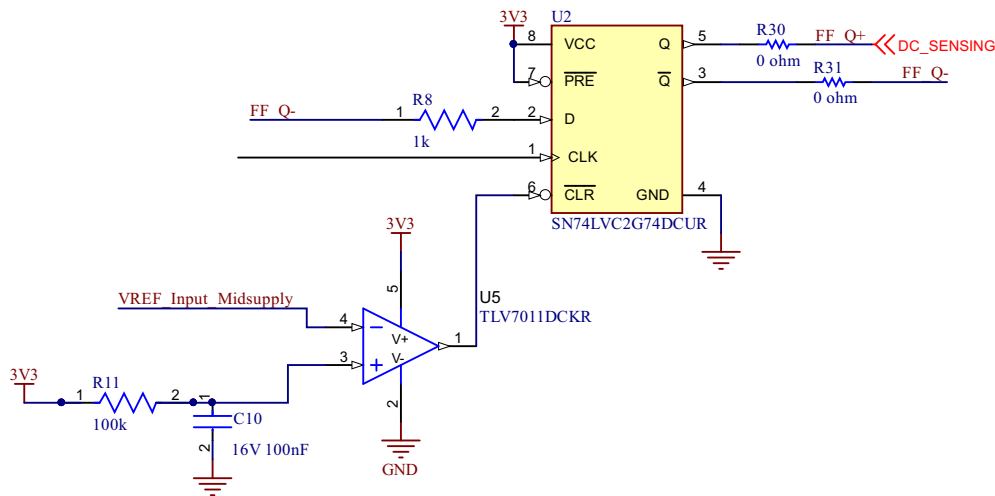 3V3
U2
8
VCC
Q
5
R30
FF_Q+
DC_SENSING
0 ohm
7
PRE
Q
3
R31
FF_Q-
0 ohm
FF_Q-
1
R8
2
2
D
1k
1
CLK
6
CLR
GND
4
SN74LVC2G74DCUR
3V3
VREF_Input_Midsupply
5
U5
TLV7011DCKR
4
V+
1
3
V-
2
GND
3V3
1
R11
2
100k
1
C10
2
16V 100nF